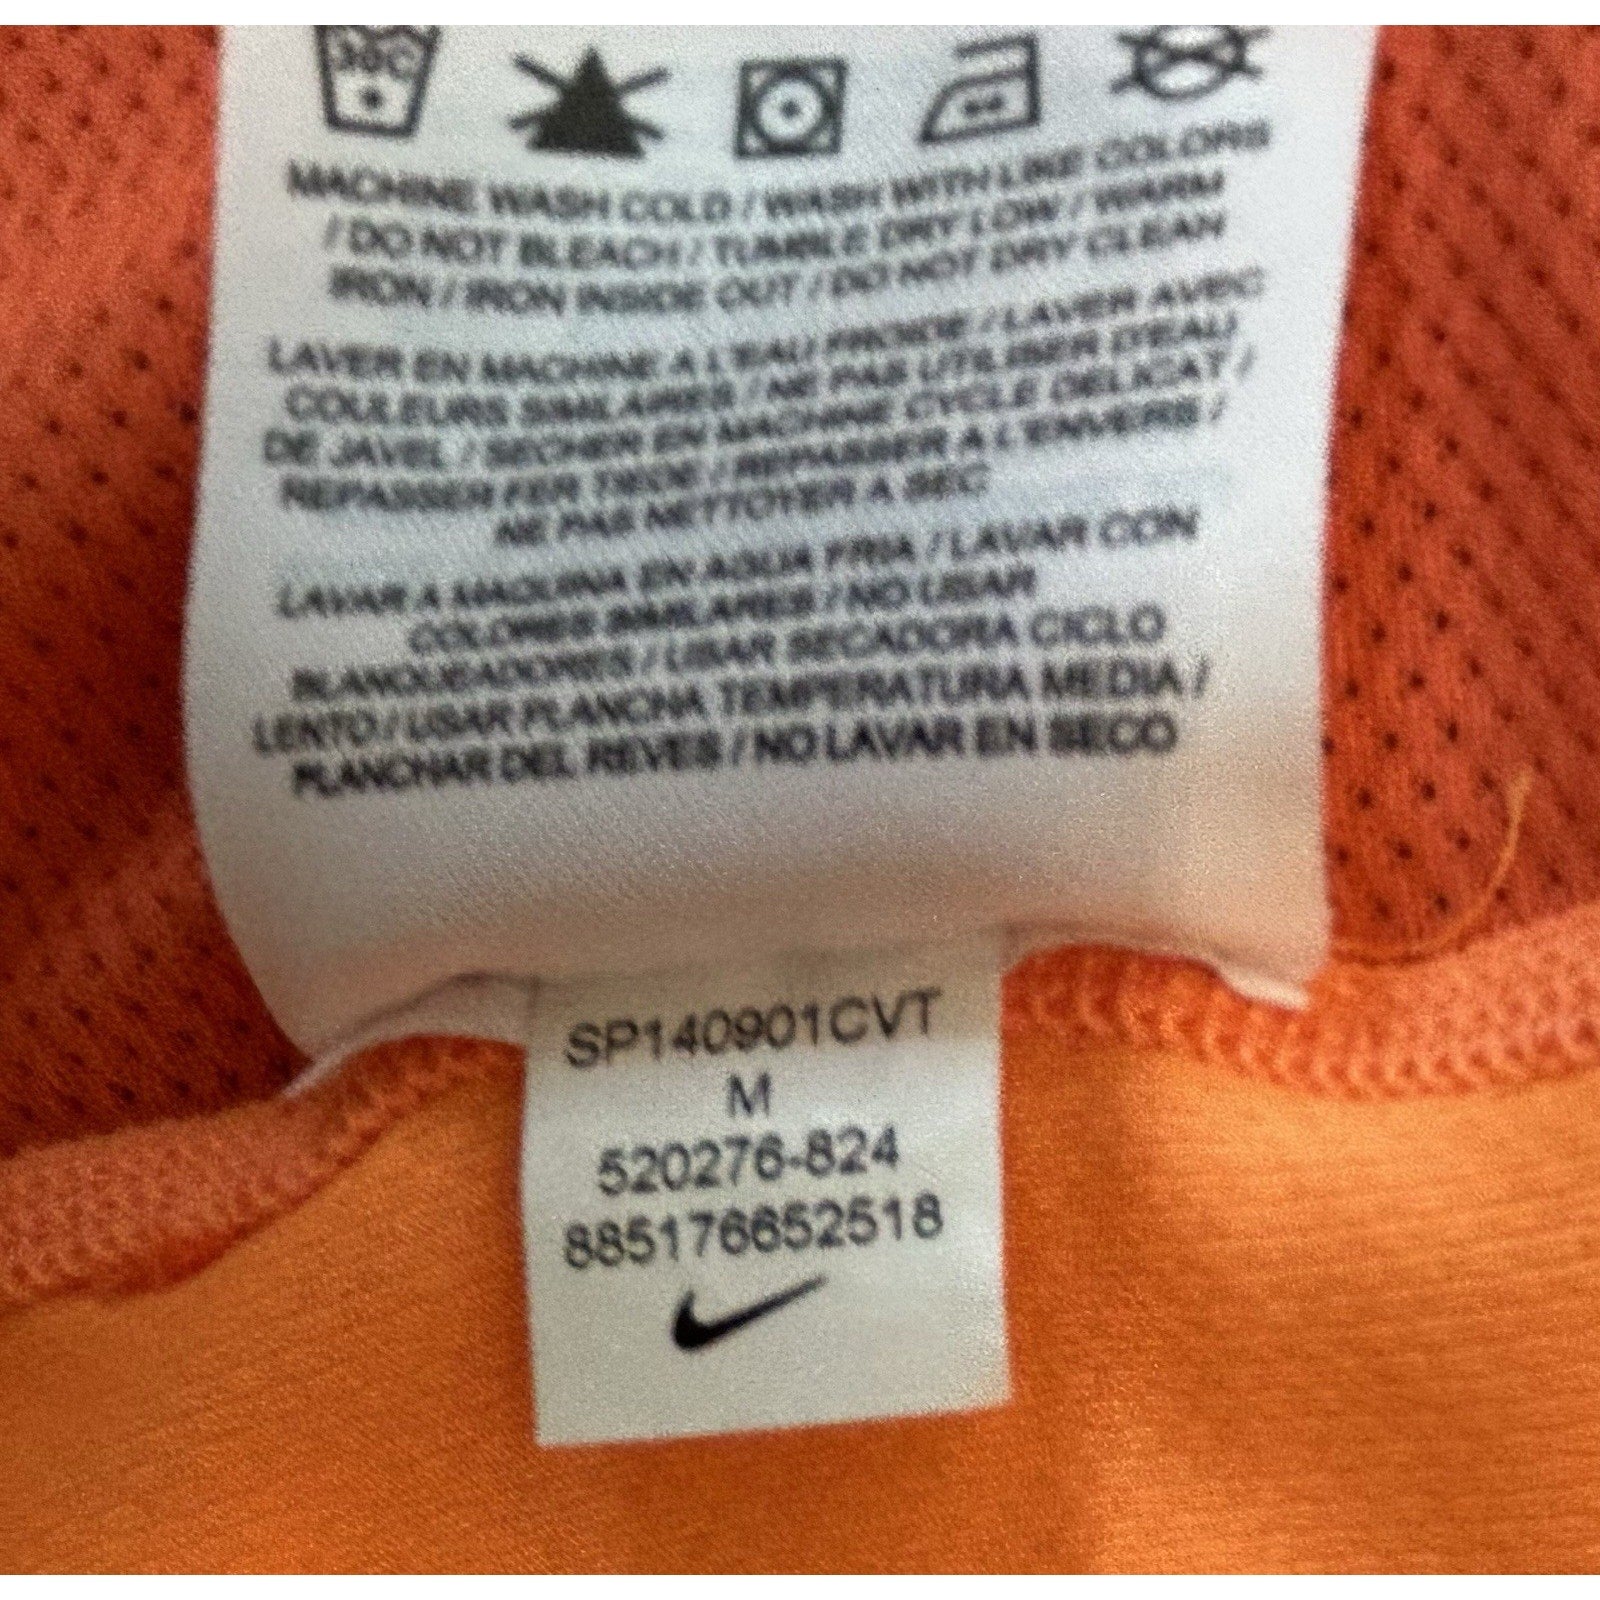 30C
MACHINE WASH COLD / WASH WITH LIKE COLORS
/ DO NOT BLEACH / TUMBLE DRY LOW / WARM
IRON / IRON INSIDE OUT / DO NOT DRY CLEAN
LAVER EN MACHINE A L'EAU FROIDE / LAVER AVEC
COULEURS SIMILAIRES / NE PAS UTILISER D'EAU
DE JAVEL / SECHER EN MACHINE CYCLE DELICAT /
REPASSER FER TIEDE / REPASSER A L'ENVERS /
NE PAS NETTOYER A SEC
LAVAR A MAQUINA EN AGUA FRIA / LAVAR CON
COLORES SIMILARES / NO USAR
BLANQUEADORES / USAR SECADORA CICLO
LENTO / USAR PLANCHA TEMPERATURA MEDIA /
PLANCHAR DEL REVES / NO LAVAR EN SECO
SP140901CVT
M
520276-824
885176652518